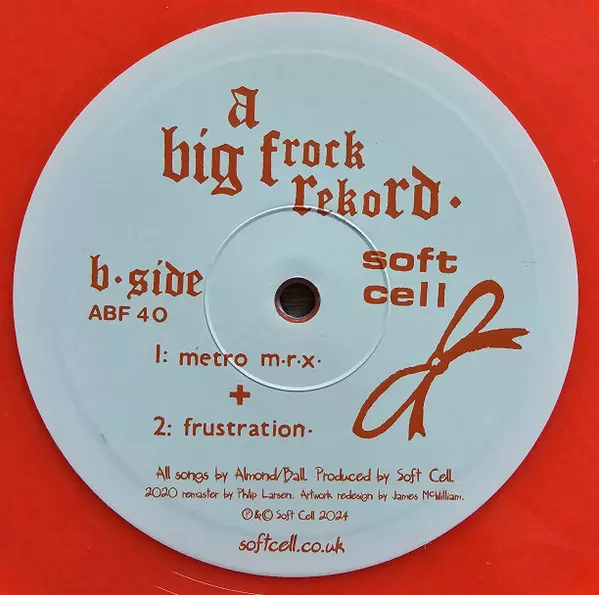 a
big frock
rekord.
b.side
ABF 40
soft
cell
1: metro m.r.x.
+
2: frustration.
All songs by Almond/Ball. Produced by Soft Cell.
2020 remaster by Philip Larsen. Artwork redesign by James McWilliam.
℗&© Soft Cell 2024
softcell.co.uk